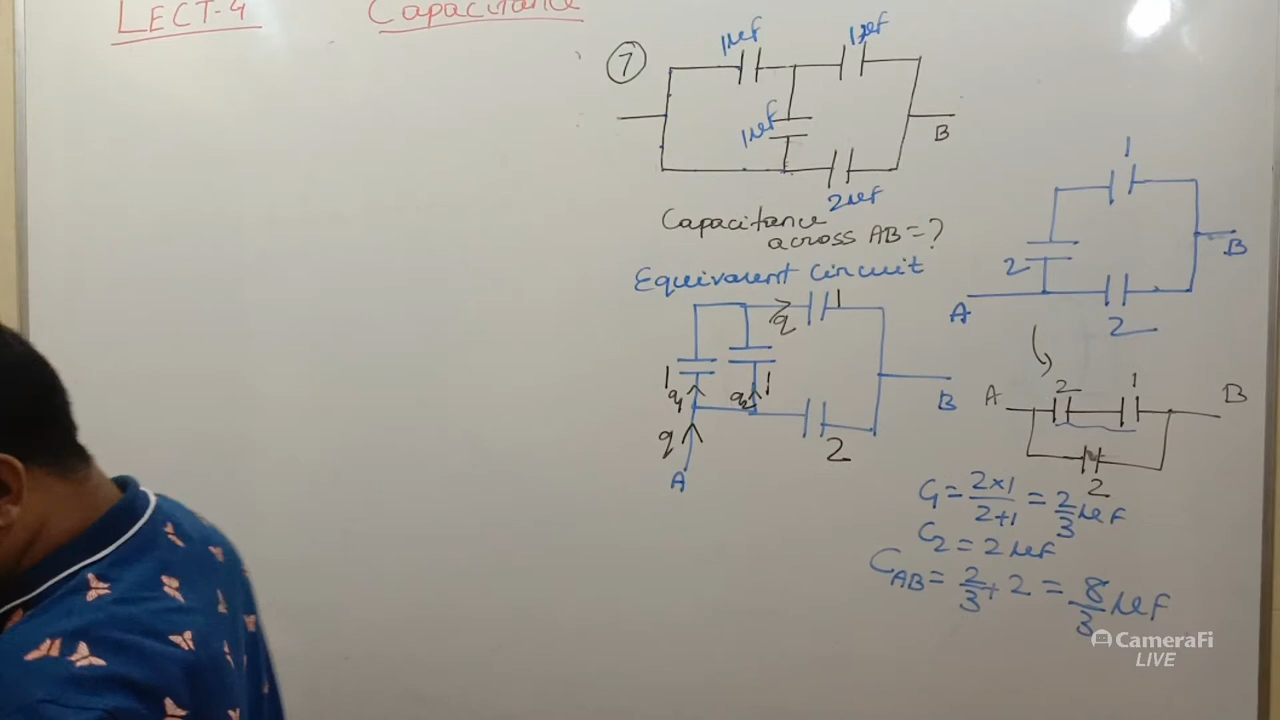 LECT-4 Capacitance
7
1μF 1μF
1μF
B
2μF
Capacitance
across AB=?
Equivalent circuit
1
q
1 1
q1 q2
q
2
B
A
1
2
B
A
2
A 2 1 B
2
C1 = 2×1/2+1 = 2/3 μF
C2 = 2μF
CAB = 2/3 + 2 = 8/3 μF
CameraFi
LIVE